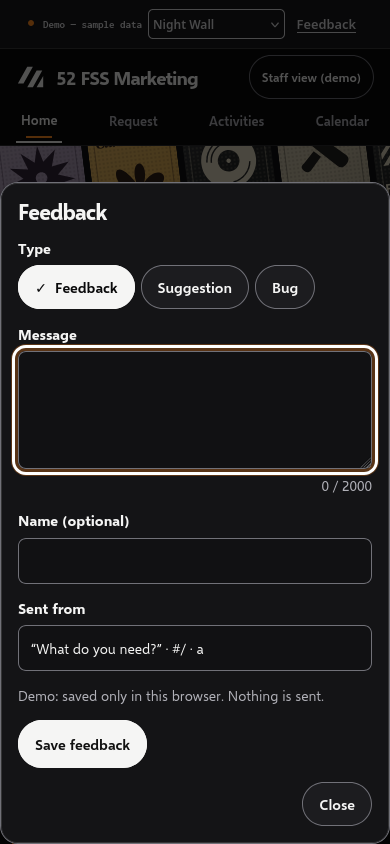 Demo — sample data Night Wall Feedback
52 FSS Marketing Staff view (demo)
Home Request Activities Calendar
Feedback
Type
✓ Feedback Suggestion Bug
Message
0 / 2000
Name (optional)
Sent from
“What do you need?” · #/ · a
Demo: saved only in this browser. Nothing is sent.
Save feedback
Close